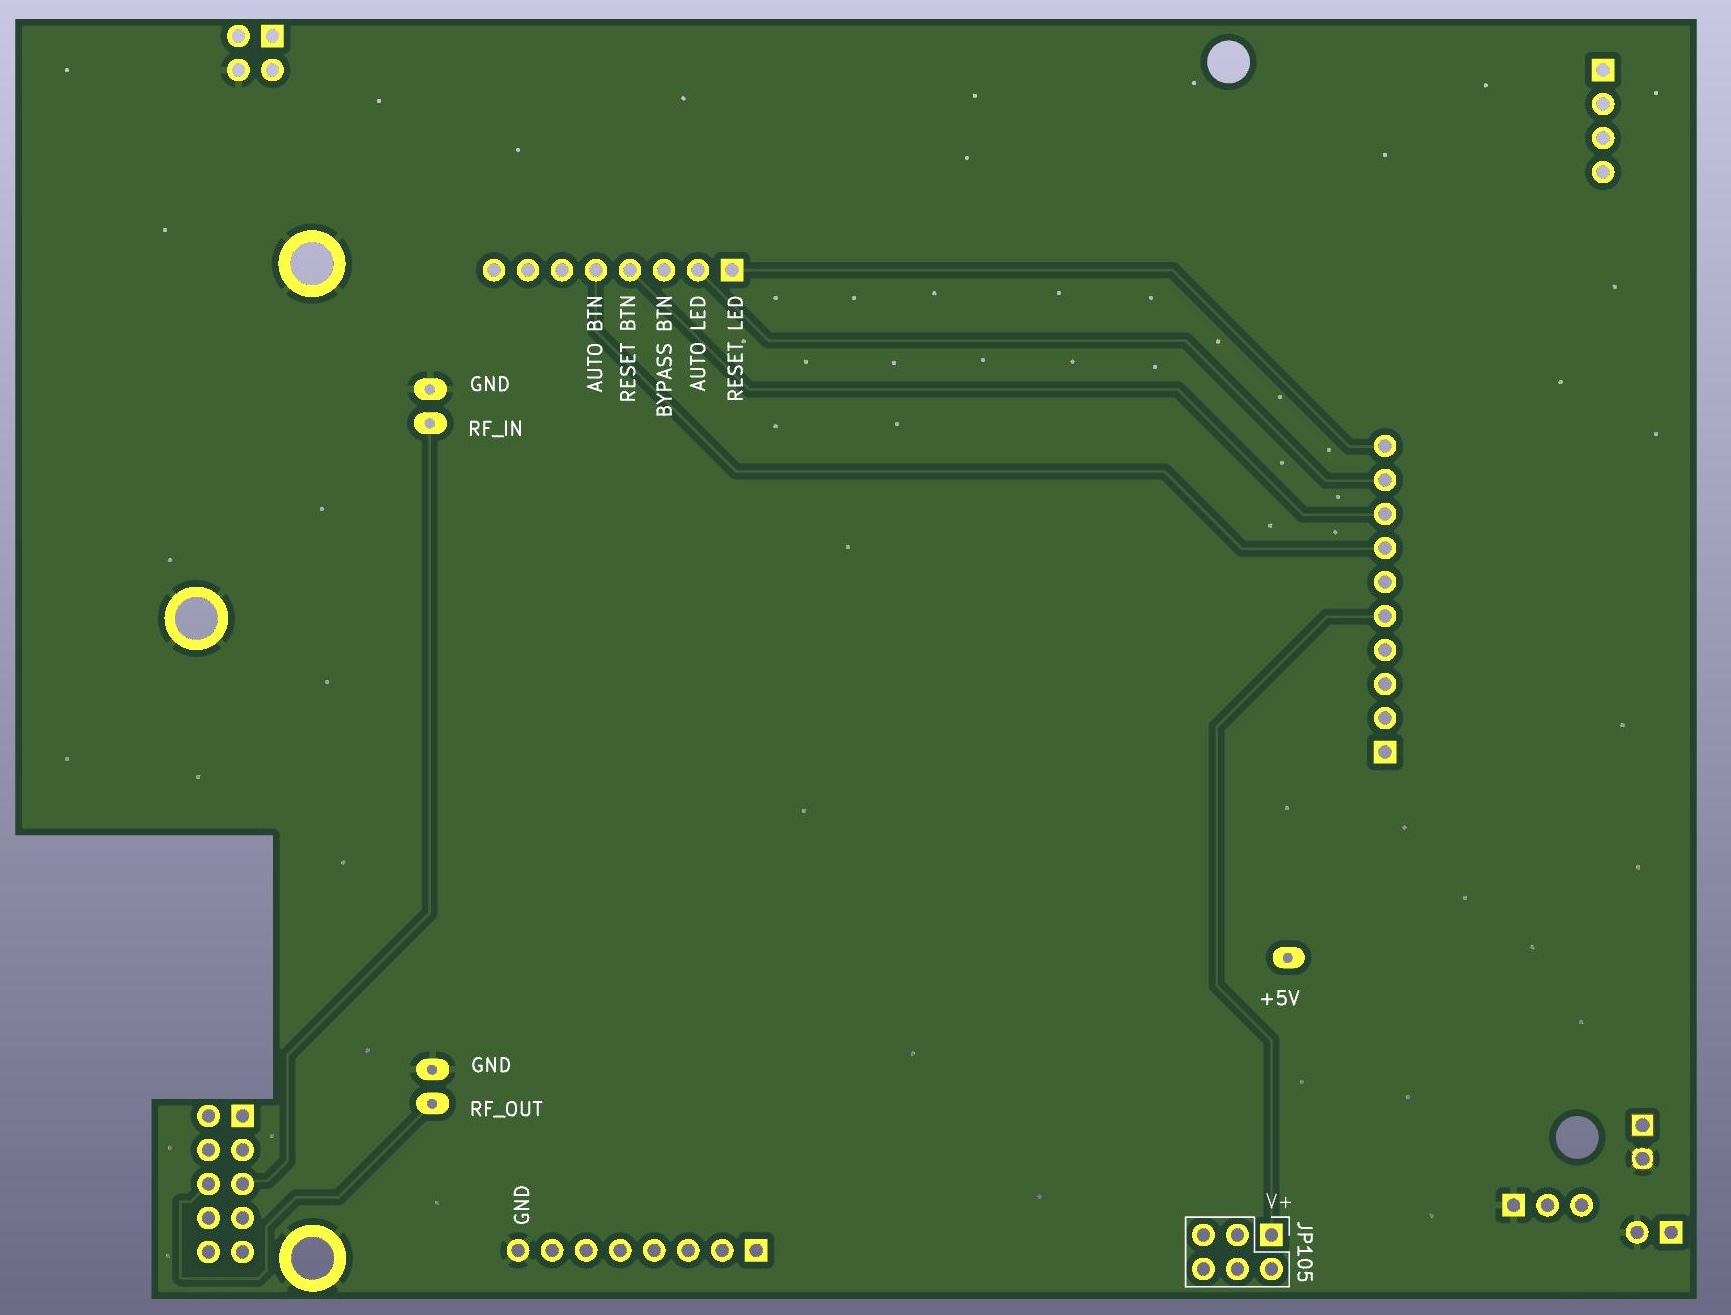 AUTO BTN
RESET BTN
BYPASS BTN
AUTO LED
RESET LED
GND
RF_IN
+5V
GND
RF_OUT
GND
V+
JP105